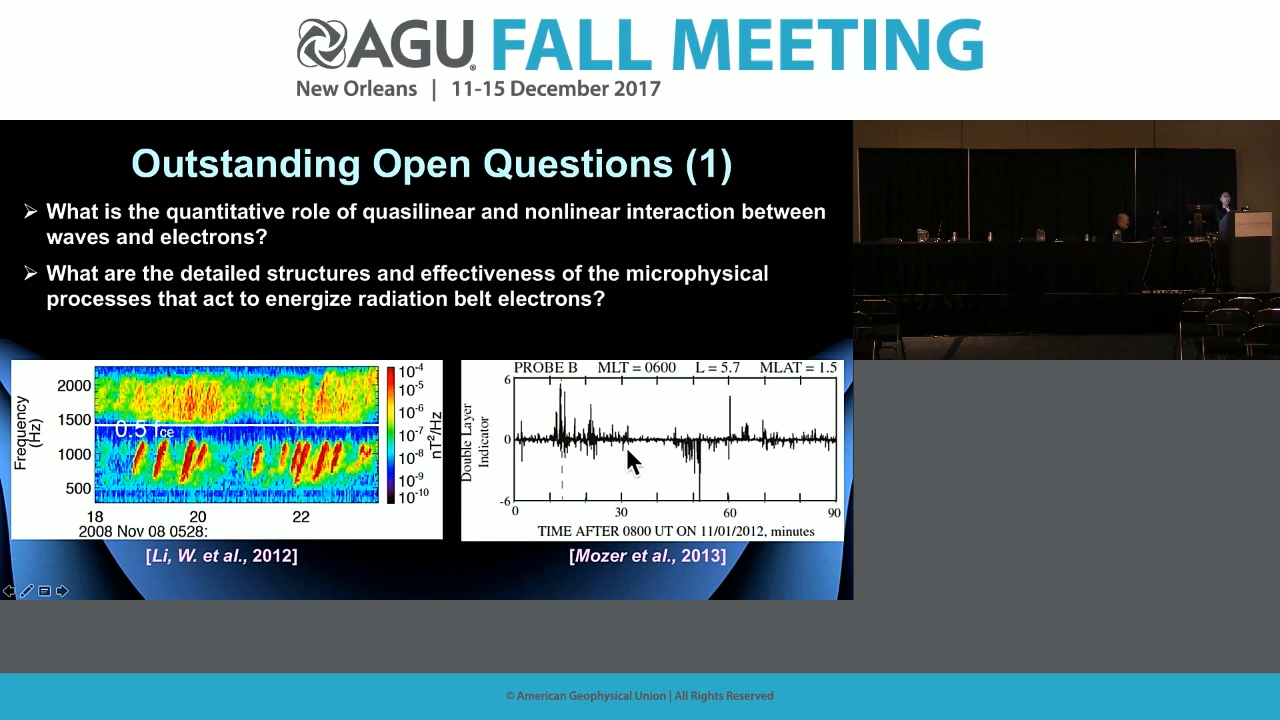 AGU FALL MEETING
New Orleans | 11-15 December 2017
Outstanding Open Questions (1)
➢ What is the quantitative role of quasilinear and nonlinear interaction between
waves and electrons?
➢ What are the detailed structures and effectiveness of the microphysical
processes that act to energize radiation belt electrons?
Frequency
(Hz)
2000
1500
1000
500
0.5 fce
18 20 22
2008 Nov 08 0528:
10⁻⁴
10⁻⁵
10⁻⁶
10⁻⁷
10⁻⁸
10⁻⁹
10⁻¹⁰
nT²/Hz
[Li, W. et al., 2012]
PROBE B MLT = 0600 L = 5.7 MLAT = 1.5
Double Layer
Indicator
6
0
-6
0 30 60 90
TIME AFTER 0800 UT ON 11/01/2012, minutes
[Mozer et al., 2013]
© American Geophysical Union | All Rights Reserved